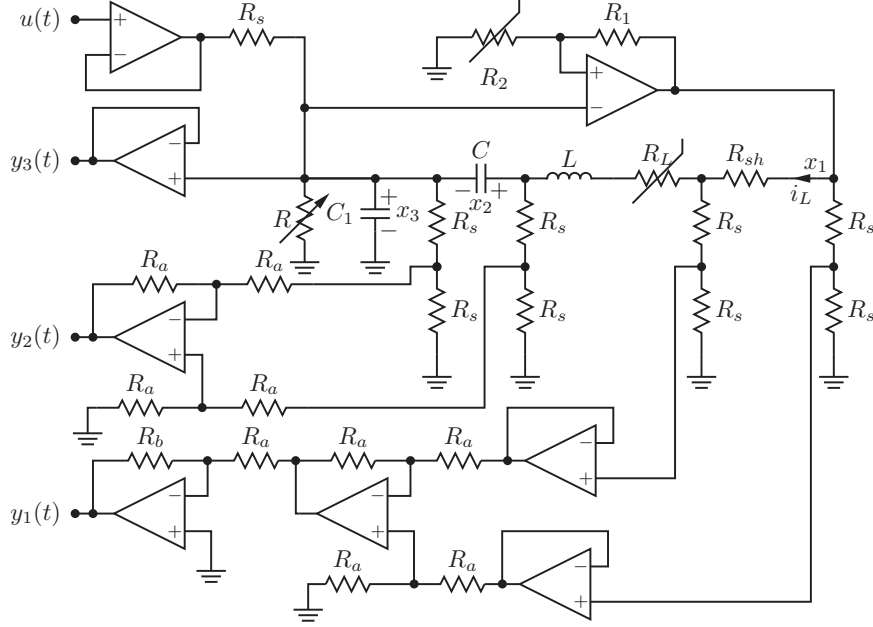 u(t) + − R_s R_2 R_1 + −
y_3(t) − + C L R_L R_sh x_1
R C_1 + − x_3 − x_2 + i_L
R_s R_s R_s R_s
R_a R_a R_s R_s R_s R_s
y_2(t) − +
R_a R_a
R_b R_a R_a R_a − +
y_1(t) − + − +
R_a R_a − +